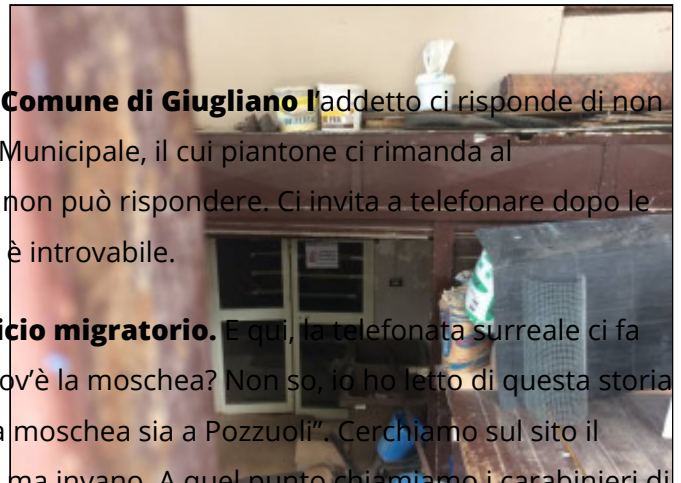 Comune di Giugliano l’addetto ci risponde di non
Municipale, il cui piantone ci rimanda al
non può rispondere. Ci invita a telefonare dopo le
è introvabile.
icio migratorio. E qui, la telefonata surreale ci fa
ov’è la moschea? Non so, io ho letto di questa storia
a moschea sia a Pozzuoli”. Cerchiamo sul sito il
ma invano. A quel punto chiamiamo i carabinieri di